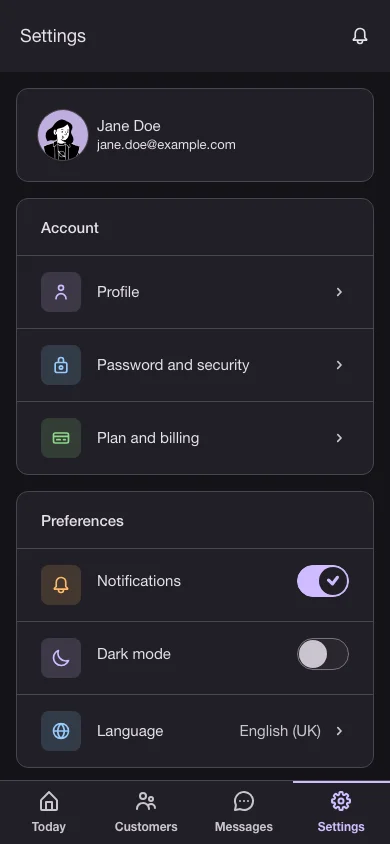 Settings
Jane Doe
jane.doe@example.com
Account
Profile
Password and security
Plan and billing
Preferences
Notifications
Dark mode
Language English (UK)
Today Customers Messages Settings